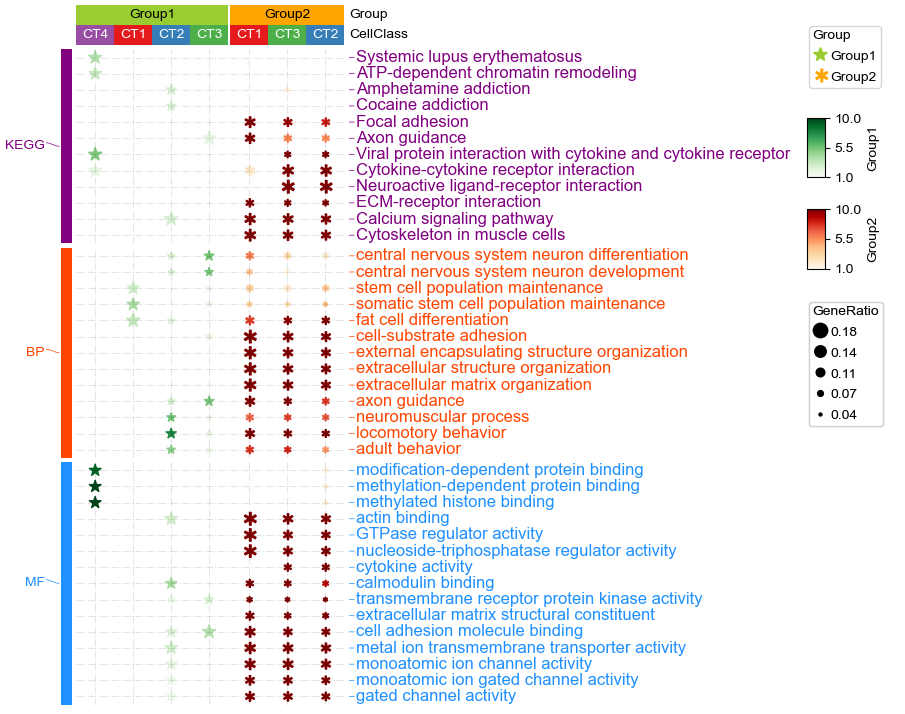 Group1 Group2 Group
CT4 CT1 CT2 CT3 CT1 CT3 CT2 CellClass
KEGG
Systemic lupus erythematosus
ATP-dependent chromatin remodeling
Amphetamine addiction
Cocaine addiction
Focal adhesion
Axon guidance
Viral protein interaction with cytokine and cytokine receptor
Cytokine-cytokine receptor interaction
Neuroactive ligand-receptor interaction
ECM-receptor interaction
Calcium signaling pathway
Cytoskeleton in muscle cells
BP
central nervous system neuron differentiation
central nervous system neuron development
stem cell population maintenance
somatic stem cell population maintenance
fat cell differentiation
cell-substrate adhesion
external encapsulating structure organization
extracellular structure organization
extracellular matrix organization
axon guidance
neuromuscular process
locomotory behavior
adult behavior
MF
modification-dependent protein binding
methylation-dependent protein binding
methylated histone binding
actin binding
GTPase regulator activity
nucleoside-triphosphatase regulator activity
cytokine activity
calmodulin binding
transmembrane receptor protein kinase activity
extracellular matrix structural constituent
cell adhesion molecule binding
metal ion transmembrane transporter activity
monoatomic ion channel activity
monoatomic ion gated channel activity
gated channel activity
Group
Group1
Group2
10.0
5.5
1.0
Group1
10.0
5.5
1.0
Group2
GeneRatio
0.18
0.14
0.11
0.07
0.04